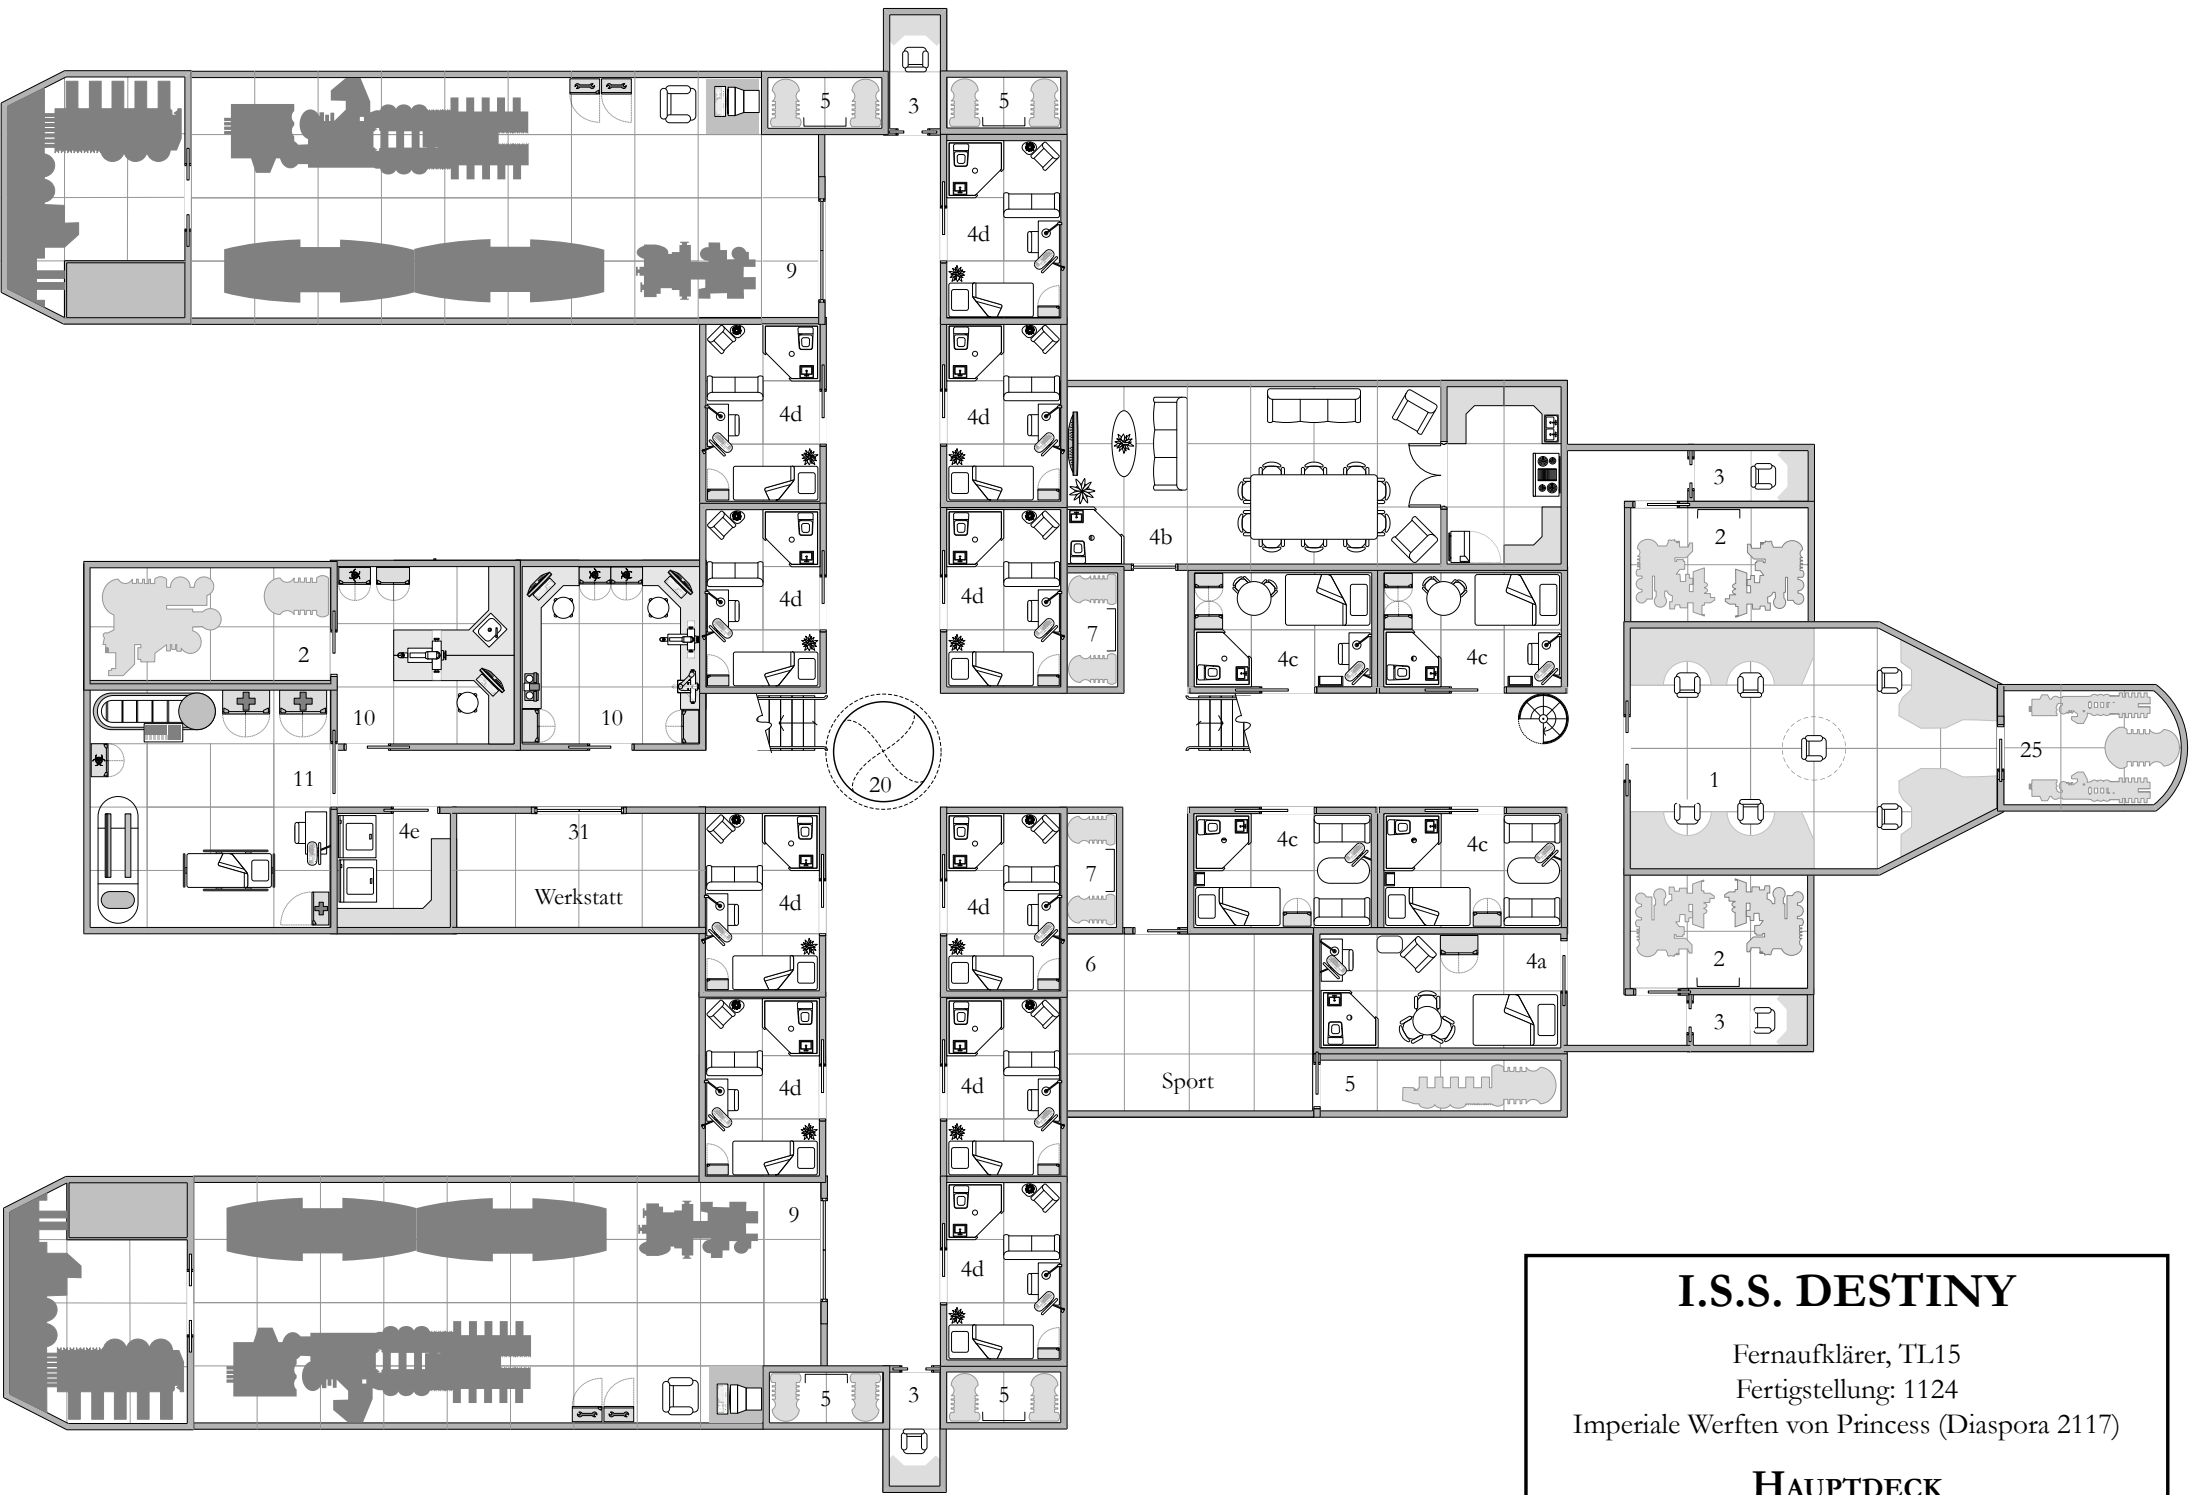 3
5
5
4d
9
4d
4d
3
2
4b
4d
4d
7
2
4c
4c
10
10
25
11
20
1
4e
31
4c
4c
7
Werkstatt
4d
4d
6
4a
2
3
4d
4d
Sport
5
9
4d
5
3
5
I.S.S. DESTINY
Fernaufklärer, TL15
Fertigstellung: 1124
Imperiale Werften von Princess (Diaspora 2117)
HAUPTDECK